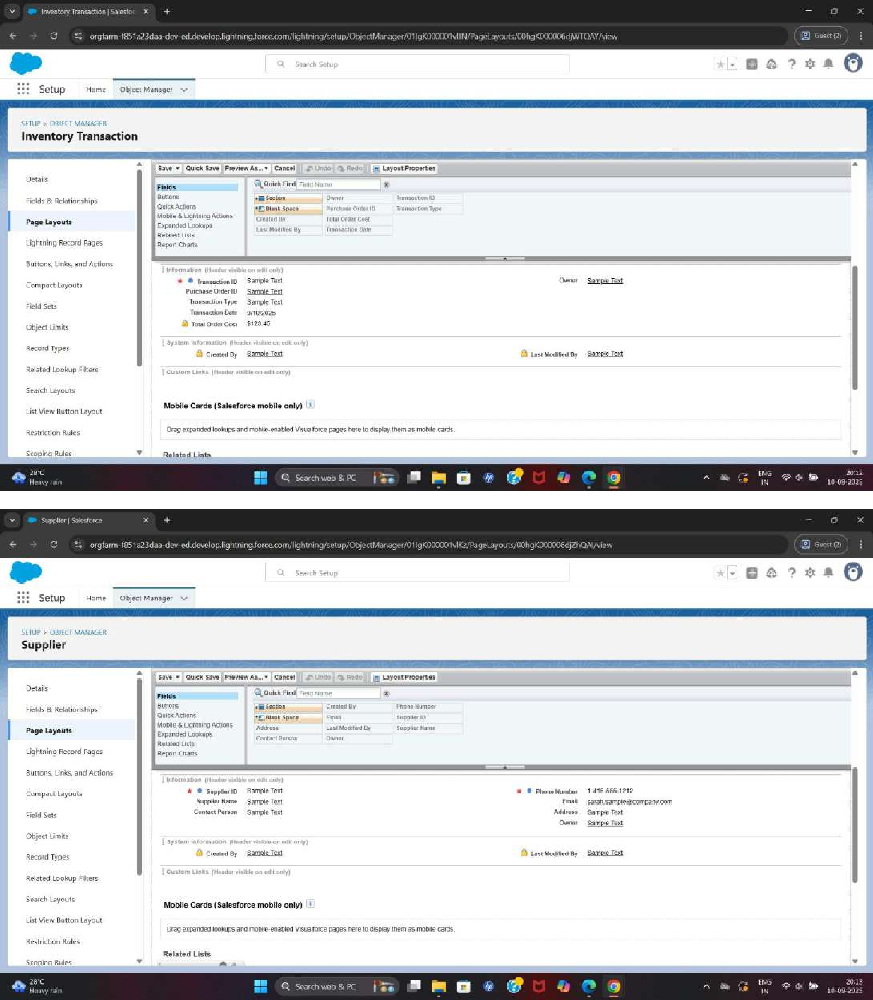 Inventory Transaction | Salesfo
orgfarm-f851a23daa-dev-ed.develop.lightning.force.com/lightning/setup/ObjectManager/01IgK000001vlJN/PageLayouts/00hgK000006djWTQAY/view
Guest (2)
Search Setup
Setup Home Object Manager
SETUP > OBJECT MANAGER
Inventory Transaction
Details
Fields & Relationships
Page Layouts
Lightning Record Pages
Buttons, Links, and Actions
Compact Layouts
Field Sets
Object Limits
Record Types
Related Lookup Filters
Search Layouts
List View Button Layout
Restriction Rules
Scoping Rules
Save Quick Save Preview As... Cancel Undo Redo Layout Properties
Fields
Buttons
Quick Actions
Mobile & Lightning Actions
Expanded Lookups
Related Lists
Report Charts
Quick Find Field Name
Section Owner Transaction ID
Blank Space Purchase Order ID Transaction Type
Created By Total Order Cost
Last Modified By Transaction Date
Information (Header visible on edit only)
Transaction ID Sample Text Owner Sample Text
Purchase Order ID Sample Text
Transaction Type Sample Text
Transaction Date 9/10/2025
Total Order Cost $123.45
System Information (Header visible on edit only)
Created By Sample Text Last Modified By Sample Text
Custom Links (Header visible on edit only)
Mobile Cards (Salesforce mobile only)
Drag expanded lookups and mobile-enabled Visualforce pages here to display them as mobile cards.
Related Lists
28°C
Heavy rain
Search web & PC
ENG
IN
20:12
10-09-2025
Supplier | Salesforce
orgfarm-f851a23daa-dev-ed.develop.lightning.force.com/lightning/setup/ObjectManager/01IgK000001vlKz/PageLayouts/00hgK000006djZhQAI/view
Guest (2)
Search Setup
Setup Home Object Manager
SETUP > OBJECT MANAGER
Supplier
Details
Fields & Relationships
Page Layouts
Lightning Record Pages
Buttons, Links, and Actions
Compact Layouts
Field Sets
Object Limits
Record Types
Related Lookup Filters
Search Layouts
List View Button Layout
Restriction Rules
Scoping Rules
Save Quick Save Preview As... Cancel Undo Redo Layout Properties
Fields
Buttons
Quick Actions
Mobile & Lightning Actions
Expanded Lookups
Related Lists
Report Charts
Quick Find Field Name
Section Created By Phone Number
Blank Space Email Supplier ID
Address Last Modified By Supplier Name
Contact Person Owner
Information (Header visible on edit only)
Supplier ID Sample Text Phone Number 1-415-555-1212
Supplier Name Sample Text Email sarah.sample@company.com
Contact Person Sample Text Address Sample Text
Owner Sample Text
System Information (Header visible on edit only)
Created By Sample Text Last Modified By Sample Text
Custom Links (Header visible on edit only)
Mobile Cards (Salesforce mobile only)
Drag expanded lookups and mobile-enabled Visualforce pages here to display them as mobile cards.
Related Lists
28°C
Heavy rain
Search web & PC
ENG
IN
20:13
10-09-2025